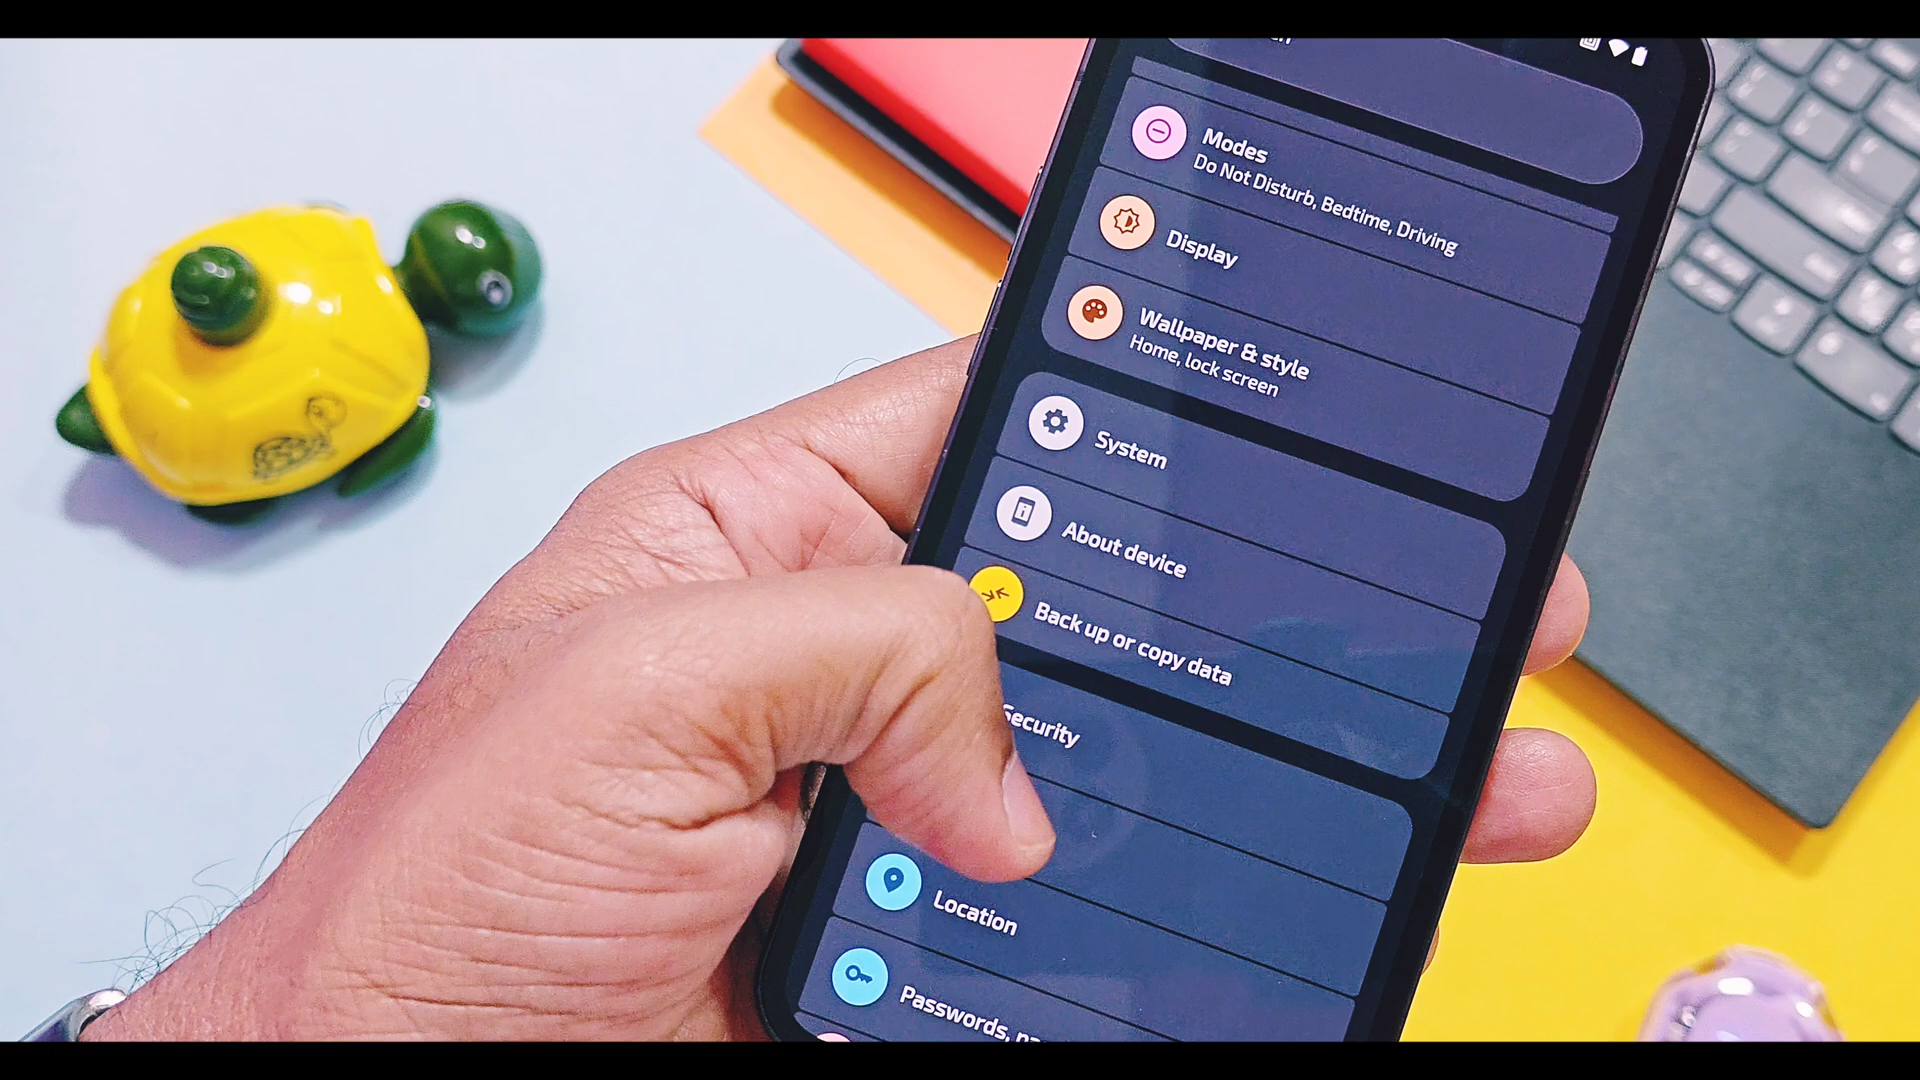 Modes
Do Not Disturb, Bedtime, Driving
Display
Wallpaper & style
Home, lock screen
System
About device
Back up or copy data
Security
Location
Passwords,